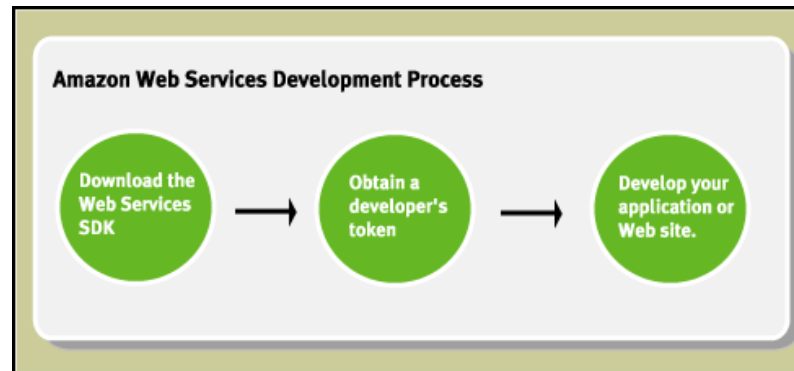 Amazon Web Services Development Process
Download the
Web Services
SDK
Obtain a
developer's
token
Develop your
application or
Web site.